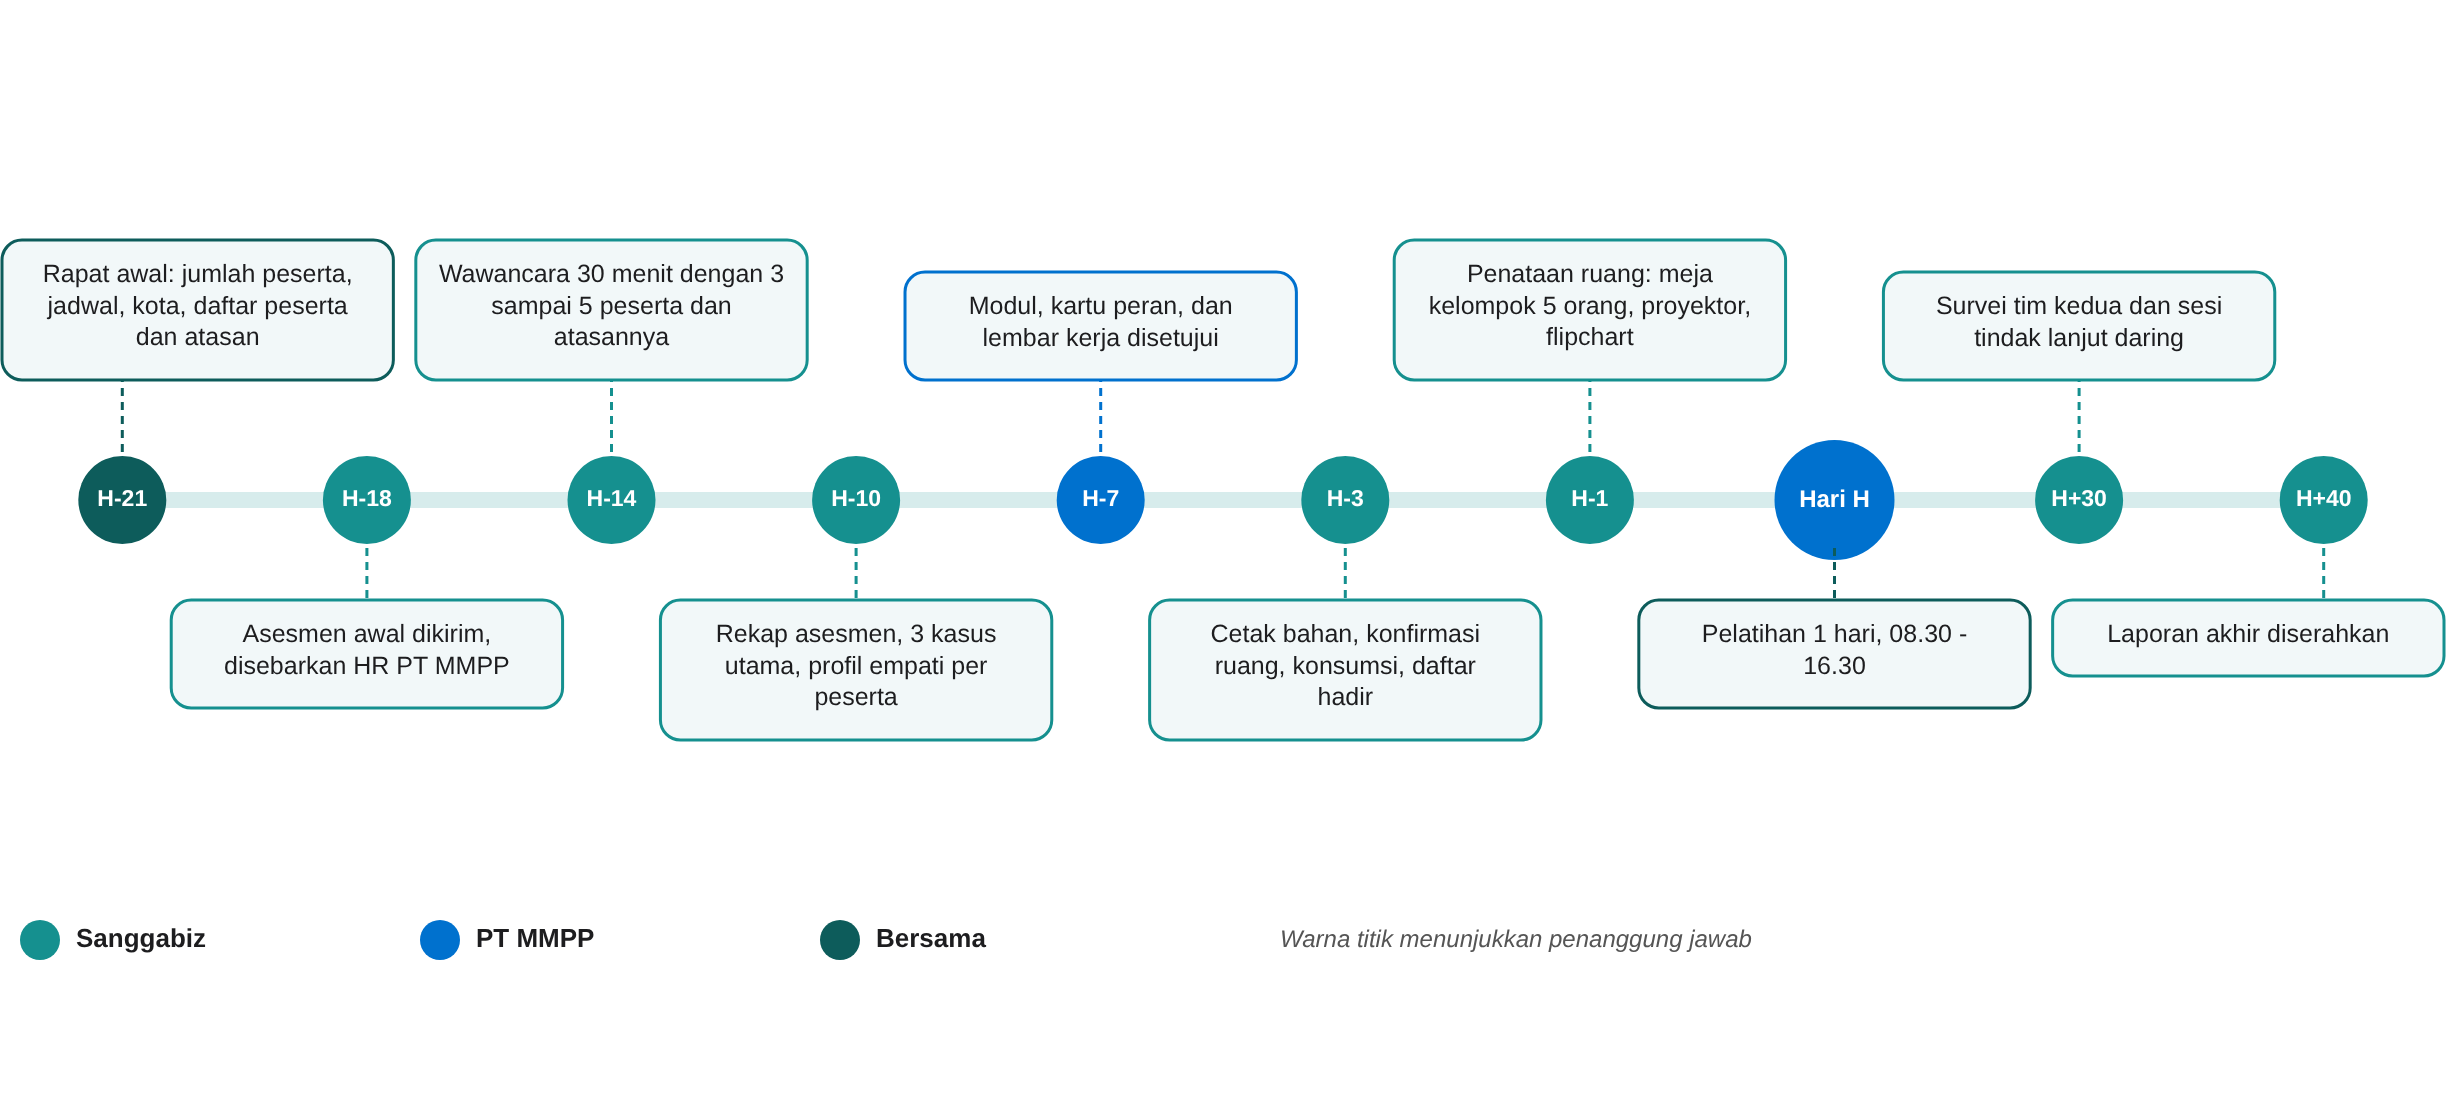 Rapat awal: jumlah peserta,
jadwal, kota, daftar peserta
dan atasan
Wawancara 30 menit dengan 3
sampai 5 peserta dan
atasannya
Modul, kartu peran, dan
lembar kerja disetujui
Penataan ruang: meja
kelompok 5 orang, proyektor,
flipchart
Survei tim kedua dan sesi
tindak lanjut daring
H-21
H-18
H-14
H-10
H-7
H-3
H-1
Hari H
H+30
H+40
Asesmen awal dikirim,
disebarkan HR PT MMPP
Rekap asesmen, 3 kasus
utama, profil empati per
peserta
Cetak bahan, konfirmasi
ruang, konsumsi, daftar
hadir
Pelatihan 1 hari, 08.30 -
16.30
Laporan akhir diserahkan
Sanggabiz
PT MMPP
Bersama
Warna titik menunjukkan penanggung jawab